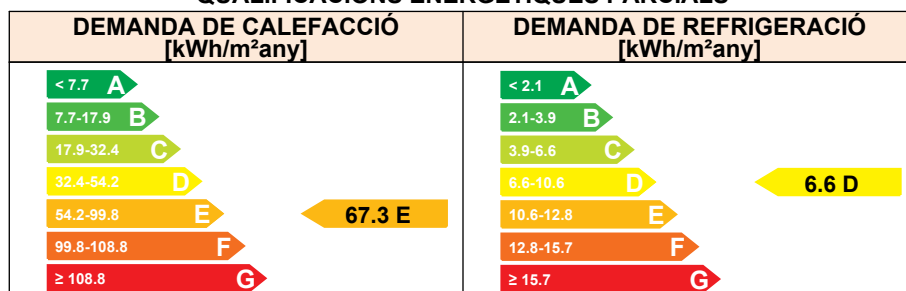 QUALIFICACIONS ENERGÈTIQUES PARCIALS
DEMANDA DE CALEFACCIÓ
[kWh/m²any]
< 7.7 A
7.7-17.9 B
17.9-32.4 C
32.4-54.2 D
54.2-99.8 E
67.3 E
99.8-108.8 F
≥ 108.8 G
DEMANDA DE REFRIGERACIÓ
[kWh/m²any]
< 2.1 A
2.1-3.9 B
3.9-6.6 C
6.6-10.6 D
6.6 D
10.6-12.8 E
12.8-15.7 F
≥ 15.7 G